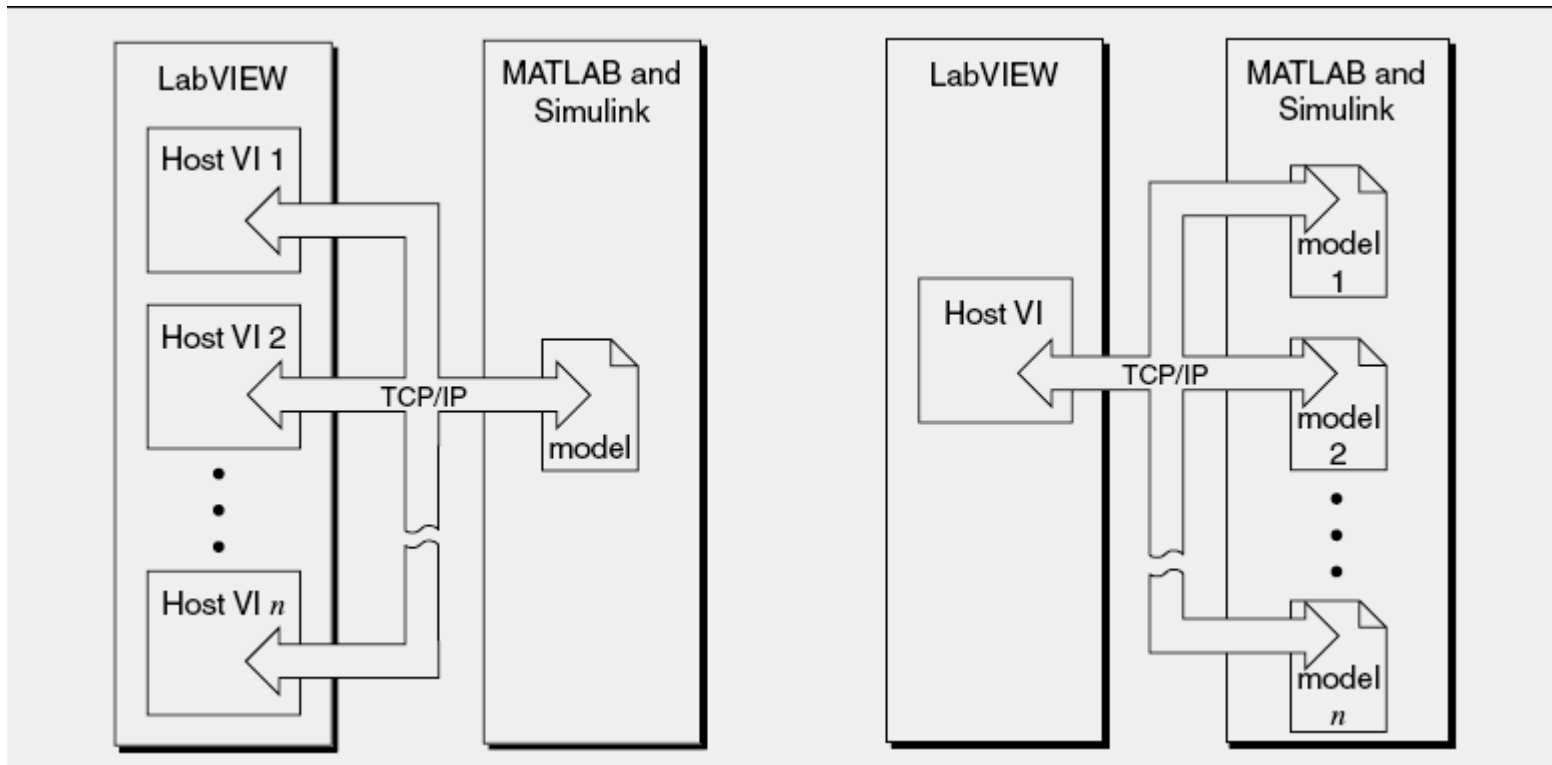 LabVIEW
Host VI 1
Host VI 2
Host VI n
TCP/IP
MATLAB and
Simulink
model
LabVIEW
Host VI
TCP/IP
MATLAB and
Simulink
model
1
model
2
model
n